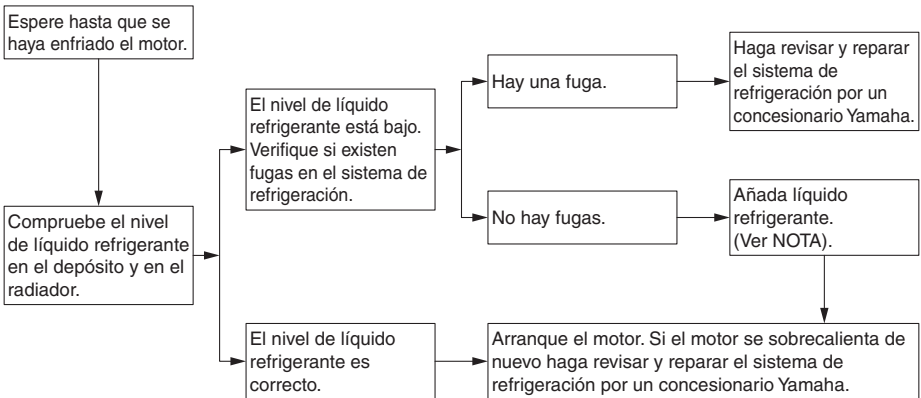 Espere hasta que se
haya enfriado el motor.
Compruebe el nivel
de líquido refrigerante
en el depósito y en el
radiador.
El nivel de líquido
refrigerante está bajo.
Verifique si existen
fugas en el sistema de
refrigeración.
El nivel de líquido
refrigerante es
correcto.
Hay una fuga.
No hay fugas.
Haga revisar y reparar
el sistema de
refrigeración por un
concesionario Yamaha.
Añada líquido
refrigerante.
(Ver NOTA).
Arranque el motor. Si el motor se sobrecalienta de
nuevo haga revisar y reparar el sistema de
refrigeración por un concesionario Yamaha.